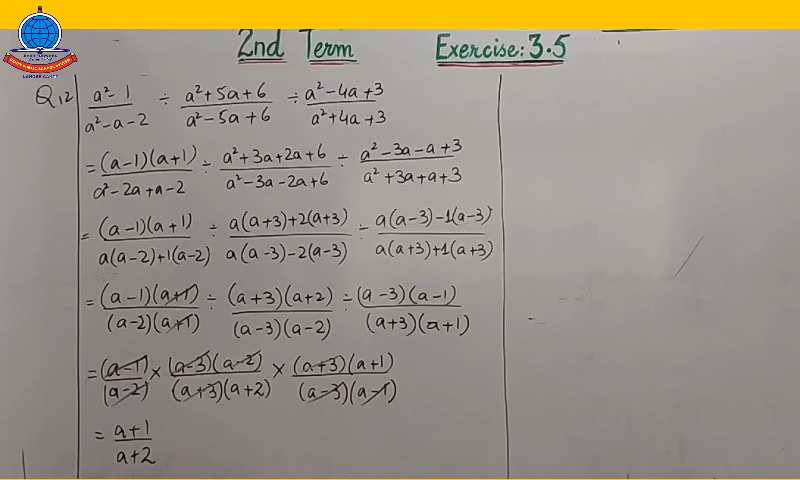 2nd Term Exercise: 3.5
Q.12 (a²-1)/(a²-a-2) ÷ (a²+5a+6)/(a²-5a+6) ÷ (a²-4a+3)/(a²+4a+3)
= (a-1)(a+1)/(a²-2a+a-2) ÷ (a²+3a+2a+6)/(a²-3a-2a+6) ÷ (a²-3a-a+3)/(a²+3a+a+3)
= (a-1)(a+1)/(a(a-2)+1(a-2)) ÷ (a(a+3)+2(a+3))/(a(a-3)-2(a-3)) ÷ (a(a-3)-1(a-3))/(a(a+3)+1(a+3))
= (a-1)(a+1)/(a-2)(a+1) ÷ (a+3)(a+2)/(a-3)(a-2) ÷ (a-3)(a-1)/(a+3)(a+1)
= (a-1)/(a-2) × (a-3)(a-2)/(a+3)(a+2) × (a+3)(a+1)/(a-3)(a-1)
= (a+1)/(a+2)